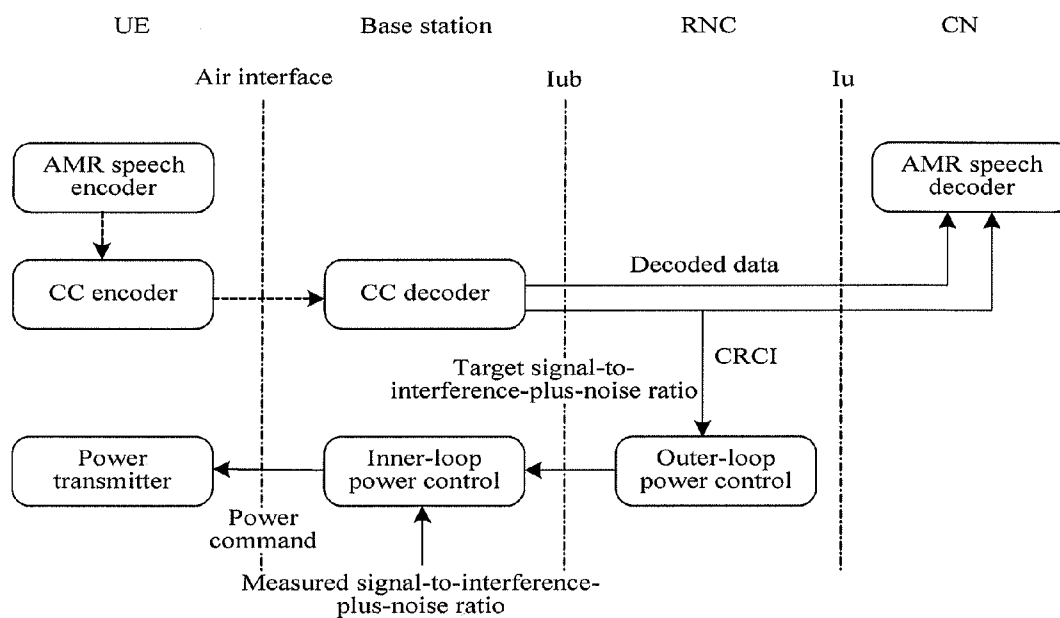 UE
Base station
RNC
CN
Air interface
Iub
Iu
AMR speech
encoder
AMR speech
decoder
CC encoder
CC decoder
Decoded data
CRCI
Target signal-to-
interference-plus-noise ratio
Power
transmitter
Inner-loop
power control
Outer-loop
power control
Power
command
Measured signal-to-interference-
plus-noise ratio